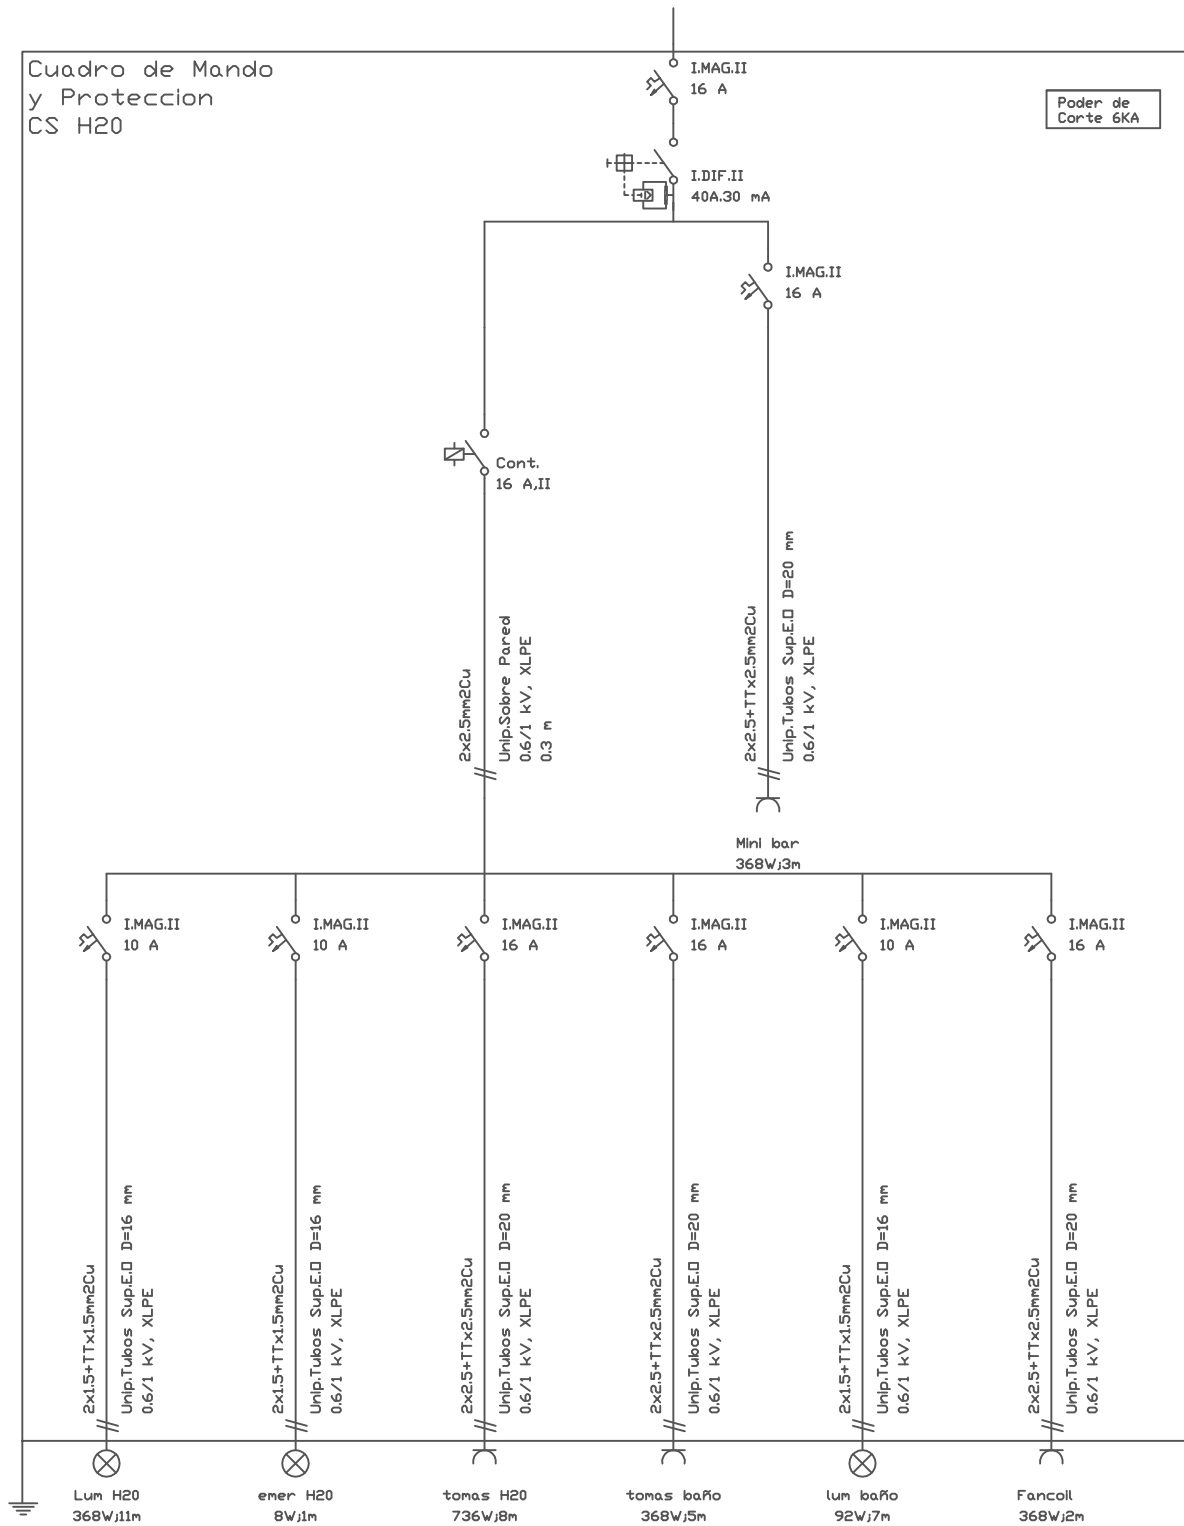 Cuadro de Mando
y Proteccion
CS H20
I.MAG.II
16 A
Poder de
Corte 6KA
I.DIF.II
40A.30 mA
I.MAG.II
16 A
Cont.
16 A,II
2x2.5mm2Cu
Unip.Sobre Pared
0.6/1 kV, XLPE
0.3 m
2x2.5+TTx2.5mm2Cu
Unip.Tubos Sup.E.□ D=20 mm
0.6/1 kV, XLPE
Mini bar
368W;3m
I.MAG.II
10 A
I.MAG.II
10 A
I.MAG.II
16 A
I.MAG.II
16 A
I.MAG.II
10 A
I.MAG.II
16 A
2x1.5+TTx1.5mm2Cu
Unip.Tubos Sup.E.□ D=16 mm
0.6/1 kV, XLPE
2x1.5+TTx1.5mm2Cu
Unip.Tubos Sup.E.□ D=16 mm
0.6/1 kV, XLPE
2x2.5+TTx2.5mm2Cu
Unip.Tubos Sup.E.□ D=20 mm
0.6/1 kV, XLPE
2x2.5+TTx2.5mm2Cu
Unip.Tubos Sup.E.□ D=20 mm
0.6/1 kV, XLPE
2x1.5+TTx1.5mm2Cu
Unip.Tubos Sup.E.□ D=16 mm
0.6/1 kV, XLPE
2x2.5+TTx2.5mm2Cu
Unip.Tubos Sup.E.□ D=20 mm
0.6/1 kV, XLPE
Lum H20
368W;11m
emer H20
8W;1m
tomas H20
736W;8m
tomas baño
368W;5m
lum baño
92W;7m
Fancoil
368W;2m